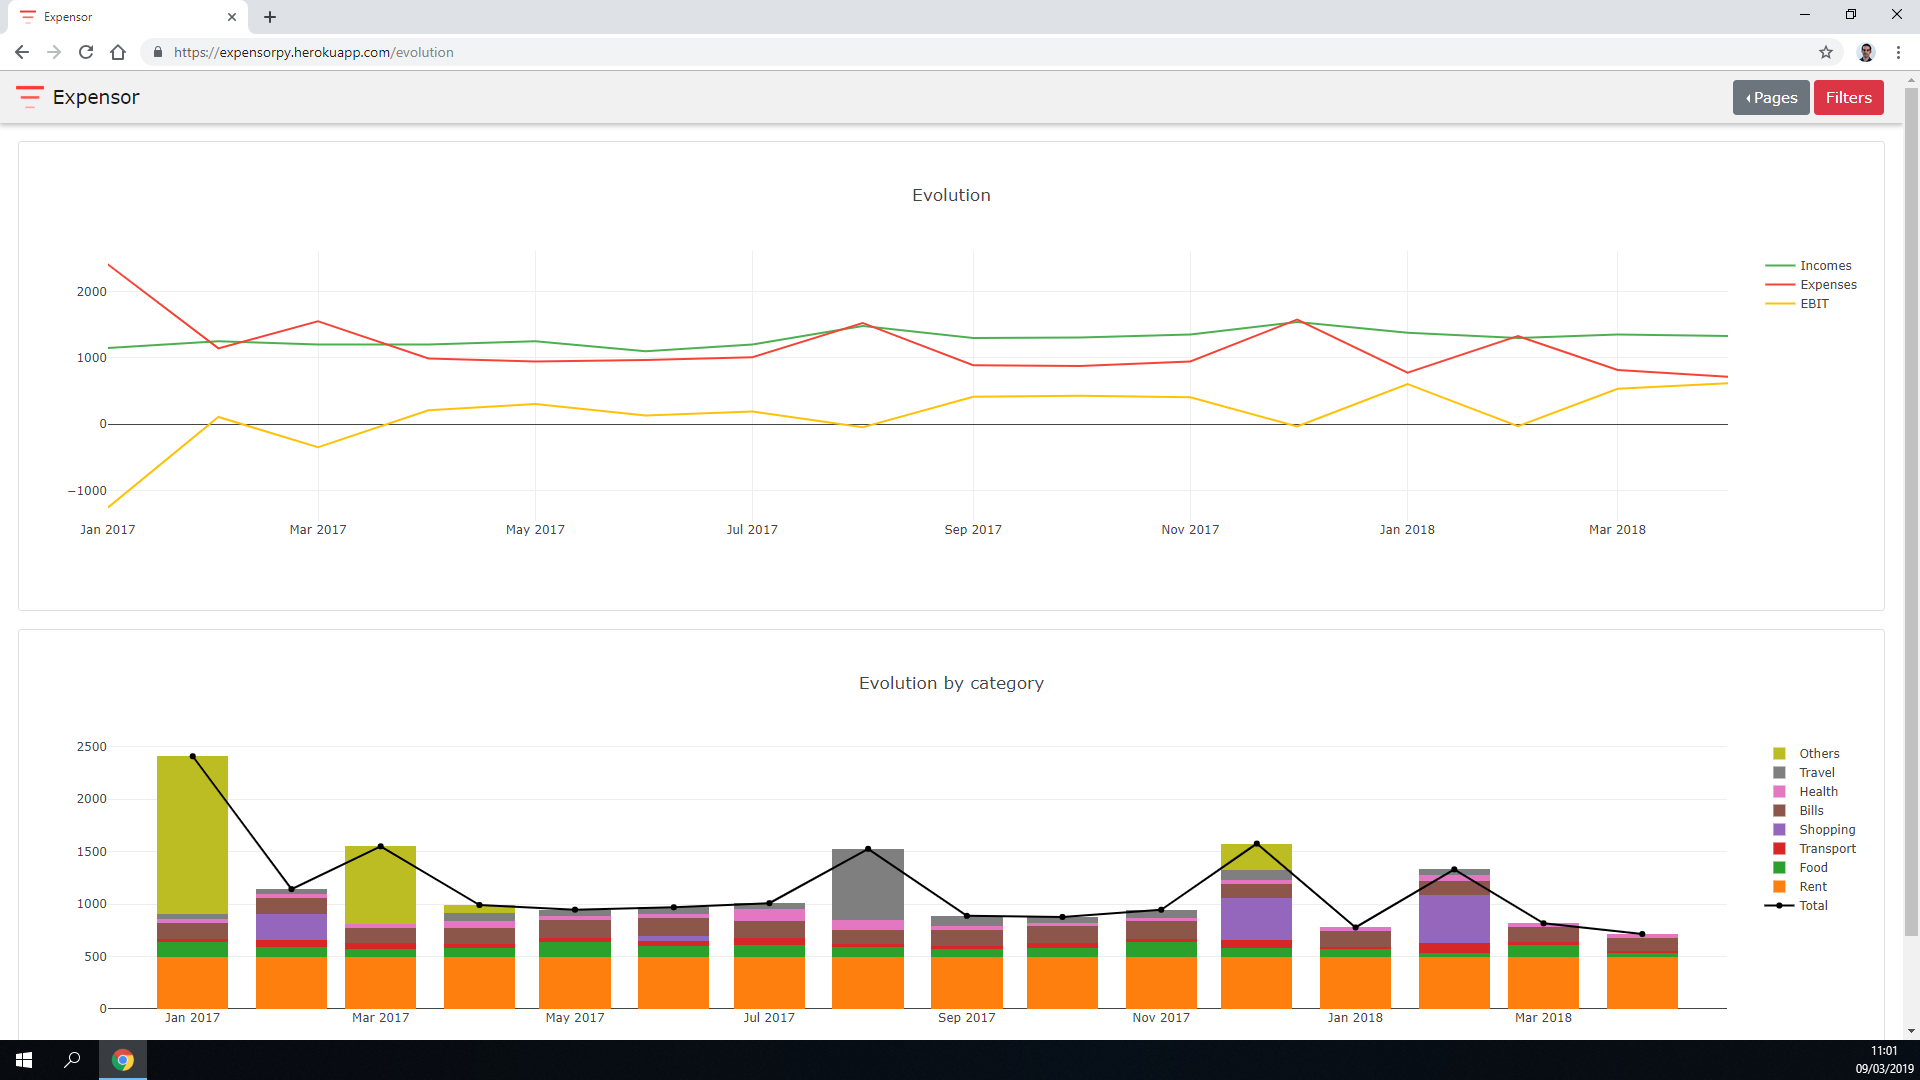 Expensor
https://expensorpy.herokuapp.com/evolution
Expensor
Pages
Filters
Evolution
2000
1000
0
−1000
Jan 2017
Mar 2017
May 2017
Jul 2017
Sep 2017
Nov 2017
Jan 2018
Mar 2018
Incomes
Expenses
EBIT
Evolution by category
2500
2000
1500
1000
500
0
Jan 2017
Mar 2017
May 2017
Jul 2017
Sep 2017
Nov 2017
Jan 2018
Mar 2018
Others
Travel
Health
Bills
Shopping
Transport
Food
Rent
Total
11:01
09/03/2019